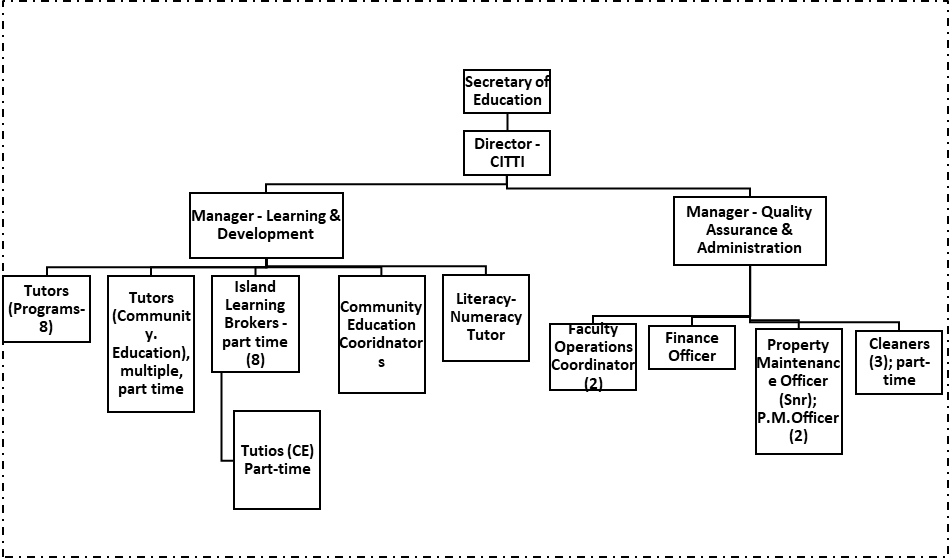 Secretary of
Education
Director -
CITTI
Manager - Learning &
Development
Manager - Quality
Assurance &
Administration
Tutors
(Programs-
8)
Tutors
(Communit
y.
Education),
multiple,
part time
Island
Learning
Brokers -
part time
(8)
Community
Education
Cooridnator
s
Literacy-
Numeracy
Tutor
Faculty
Operations
Coordinator
(2)
Finance
Officer
Property
Maintenanc
e Officer
(Snr);
P.M.Officer
(2)
Cleaners
(3); part-
time
Tutios (CE)
Part-time